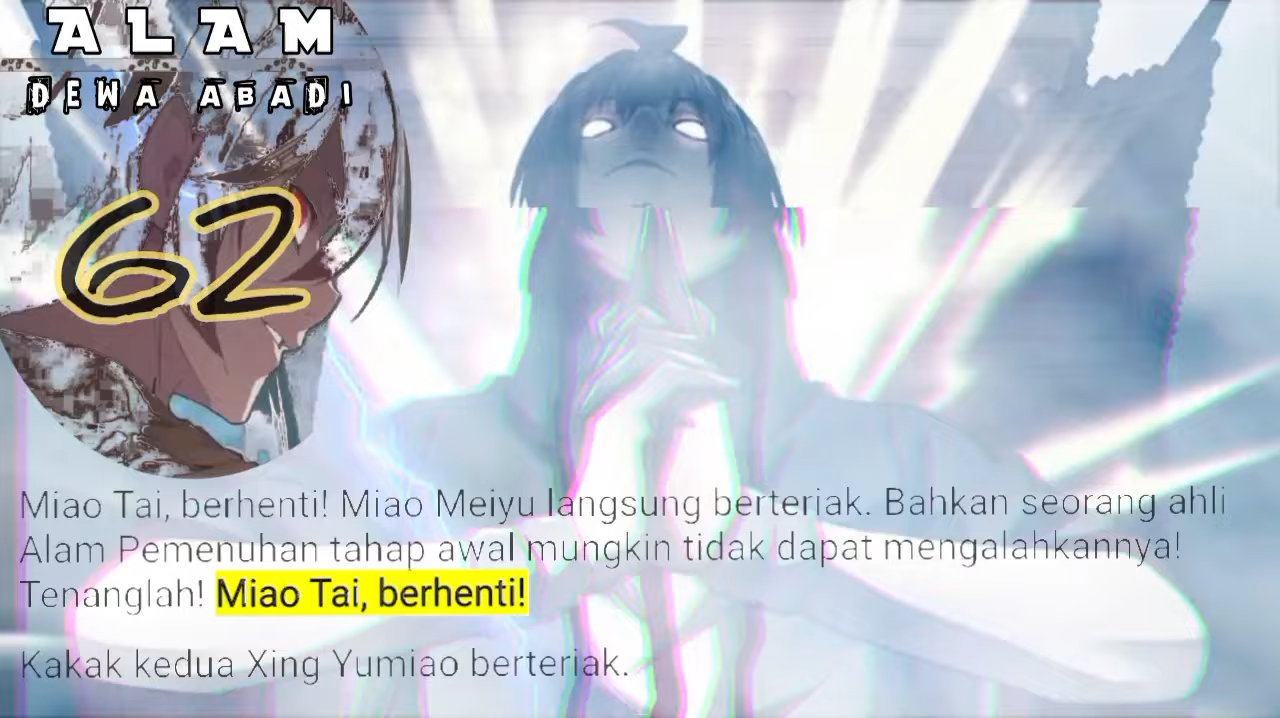 ALAM
DEWA ABADI
62
Miao Tai, berhenti! Miao Meiyu langsung berteriak. Bahkan seorang ahli
Alam Pemenuhan tahap awal mungkin tidak dapat mengalahkannya!
Tenanglah! Miao Tai, berhenti!
Kakak kedua Xing Yumiao berteriak.